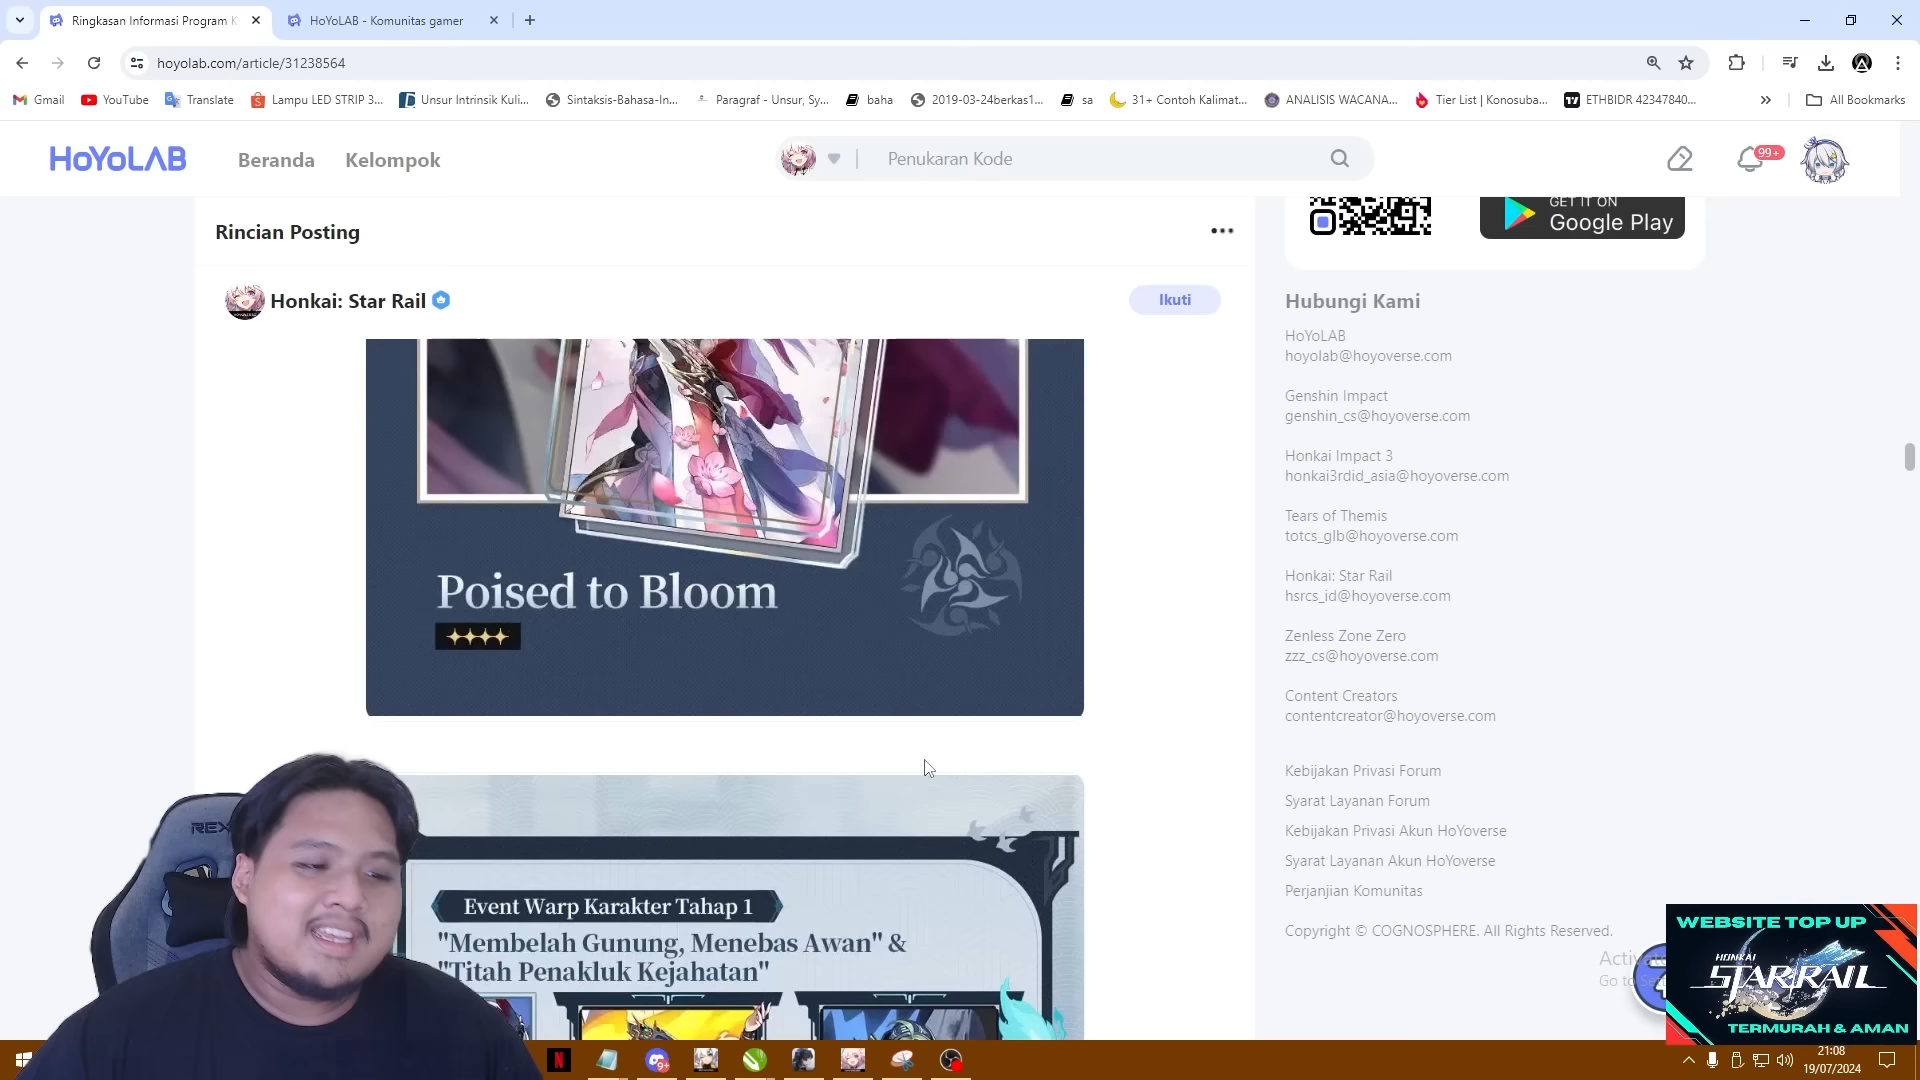 Ringkasan Informasi Program K
HoYoLAB - Komunitas gamer
hoyolab.com/article/31238564
Gmail
YouTube
Translate
Lampu LED STRIP 3...
Unsur Intrinsik Kuli...
Sintaksis-Bahasa-In...
Paragraf - Unsur, Sy...
baha
2019-03-24berkas1...
sa
31+ Contoh Kalimat...
ANALISIS WACANA...
Tier List | Konosuba...
ETHBIDR 42347840...
All Bookmarks
HoYoLAB
Beranda
Kelompok
Penukaran Kode
99+
Rincian Posting
Honkai: Star Rail
Ikuti
Poised to Bloom
Event Warp Karakter Tahap 1
"Membelah Gunung, Menebas Awan" &
"Titah Penakluk Kejahatan"
GET IT ON
Google Play
Hubungi Kami
HoYoLAB
hoyolab@hoyoverse.com
Genshin Impact
genshin_cs@hoyoverse.com
Honkai Impact 3
honkai3rdid_asia@hoyoverse.com
Tears of Themis
totcs_glb@hoyoverse.com
Honkai: Star Rail
hsrcs_id@hoyoverse.com
Zenless Zone Zero
zzz_cs@hoyoverse.com
Content Creators
contentcreator@hoyoverse.com
Kebijakan Privasi Forum
Syarat Layanan Forum
Kebijakan Privasi Akun HoYoverse
Syarat Layanan Akun HoYoverse
Perjanjian Komunitas
Copyright © COGNOSPHERE. All Rights Reserved.
WEBSITE TOP UP
HONKAI
STAR RAIL
TERMURAH & AMAN
REX
9+
21:08
19/07/2024